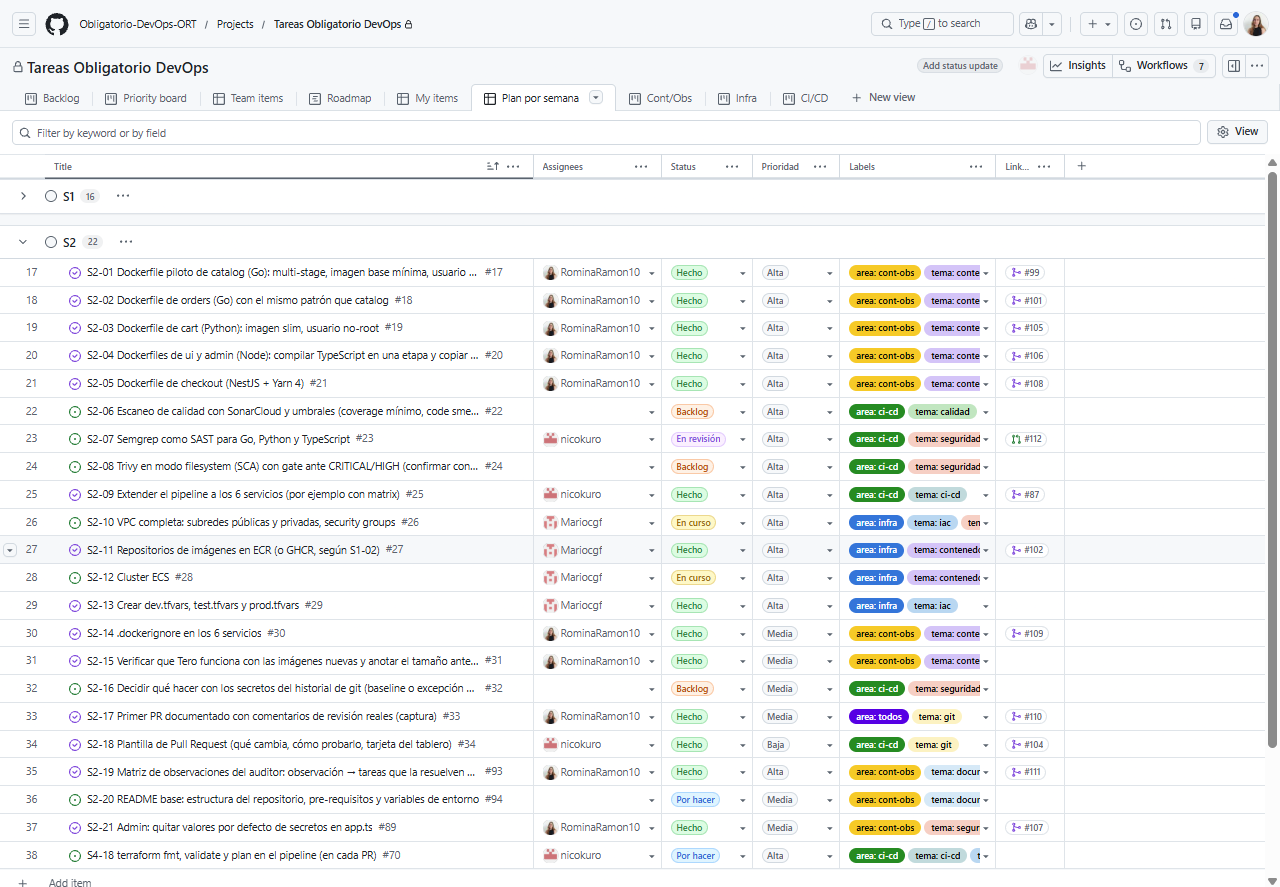 Obligatorio-DevOps-ORT / Projects / Tareas Obligatorio DevOps Type / to search
Tareas Obligatorio DevOps Add status update Insights Workflows 7
Backlog Priority board Team items Roadmap My items Plan por semana Cont/Obs Infra CI/CD + New view
Filter by keyword or by field View
Title Assignees Status Prioridad Labels Link... +
S1 16
S2 22
17 S2-01 Dockerfile piloto de catalog (Go): multi-stage, imagen base mínima, usuario ... #17 RominaRamon10 Hecho Alta area: cont-obs tema: conte #99
18 S2-02 Dockerfile de orders (Go) con el mismo patrón que catalog #18 RominaRamon10 Hecho Alta area: cont-obs tema: conte #101
19 S2-03 Dockerfile de cart (Python): imagen slim, usuario no-root #19 RominaRamon10 Hecho Alta area: cont-obs tema: conte #105
20 S2-04 Dockerfiles de ui y admin (Node): compilar TypeScript en una etapa y copiar ... #20 RominaRamon10 Hecho Alta area: cont-obs tema: conte #106
21 S2-05 Dockerfile de checkout (NestJS + Yarn 4) #21 RominaRamon10 Hecho Alta area: cont-obs tema: conte #108
22 S2-06 Escaneo de calidad con SonarCloud y umbrales (coverage mínimo, code sme... #22 Backlog Alta area: ci-cd tema: calidad
23 S2-07 Semgrep como SAST para Go, Python y TypeScript #23 nicokuro En revisión Alta area: ci-cd tema: seguridad #112
24 S2-08 Trivy en modo filesystem (SCA) con gate ante CRITICAL/HIGH (confirmar con... #24 Backlog Alta area: ci-cd tema: seguridad
25 S2-09 Extender el pipeline a los 6 servicios (por ejemplo con matrix) #25 nicokuro Hecho Alta area: ci-cd tema: ci-cd #87
26 S2-10 VPC completa: subredes públicas y privadas, security groups #26 Mariocgf En curso Alta area: infra tema: iac ten
27 S2-11 Repositorios de imágenes en ECR (o GHCR, según S1-02) #27 Mariocgf Hecho Alta area: infra tema: contened #102
28 S2-12 Cluster ECS #28 Mariocgf En curso Alta area: infra tema: contened
29 S2-13 Crear dev.tfvars, test.tfvars y prod.tfvars #29 Mariocgf Hecho Alta area: infra tema: iac
30 S2-14 .dockerignore en los 6 servicios #30 RominaRamon10 Hecho Media area: cont-obs tema: conte #109
31 S2-15 Verificar que Tero funciona con las imágenes nuevas y anotar el tamaño ante... #31 RominaRamon10 Hecho Media area: cont-obs tema: conte
32 S2-16 Decidir qué hacer con los secretos del historial de git (baseline o excepción ... #32 Backlog Media area: ci-cd tema: seguridad
33 S2-17 Primer PR documentado con comentarios de revisión reales (captura) #33 RominaRamon10 Hecho Media area: todos tema: git #110
34 S2-18 Plantilla de Pull Request (qué cambia, cómo probarlo, tarjeta del tablero) #34 nicokuro Hecho Baja area: ci-cd tema: git #104
35 S2-19 Matriz de observaciones del auditor: observación → tareas que la resuelven ... #93 RominaRamon10 Hecho Alta area: cont-obs tema: docur #111
36 S2-20 README base: estructura del repositorio, pre-requisitos y variables de entorno #94 Por hacer Media area: cont-obs tema: docur
37 S2-21 Admin: quitar valores por defecto de secretos en app.ts #89 RominaRamon10 Hecho Media area: cont-obs tema: segur #107
38 S4-18 terraform fmt, validate y plan en el pipeline (en cada PR) #70 nicokuro Por hacer Alta area: ci-cd tema: ci-cd t
+ Add item